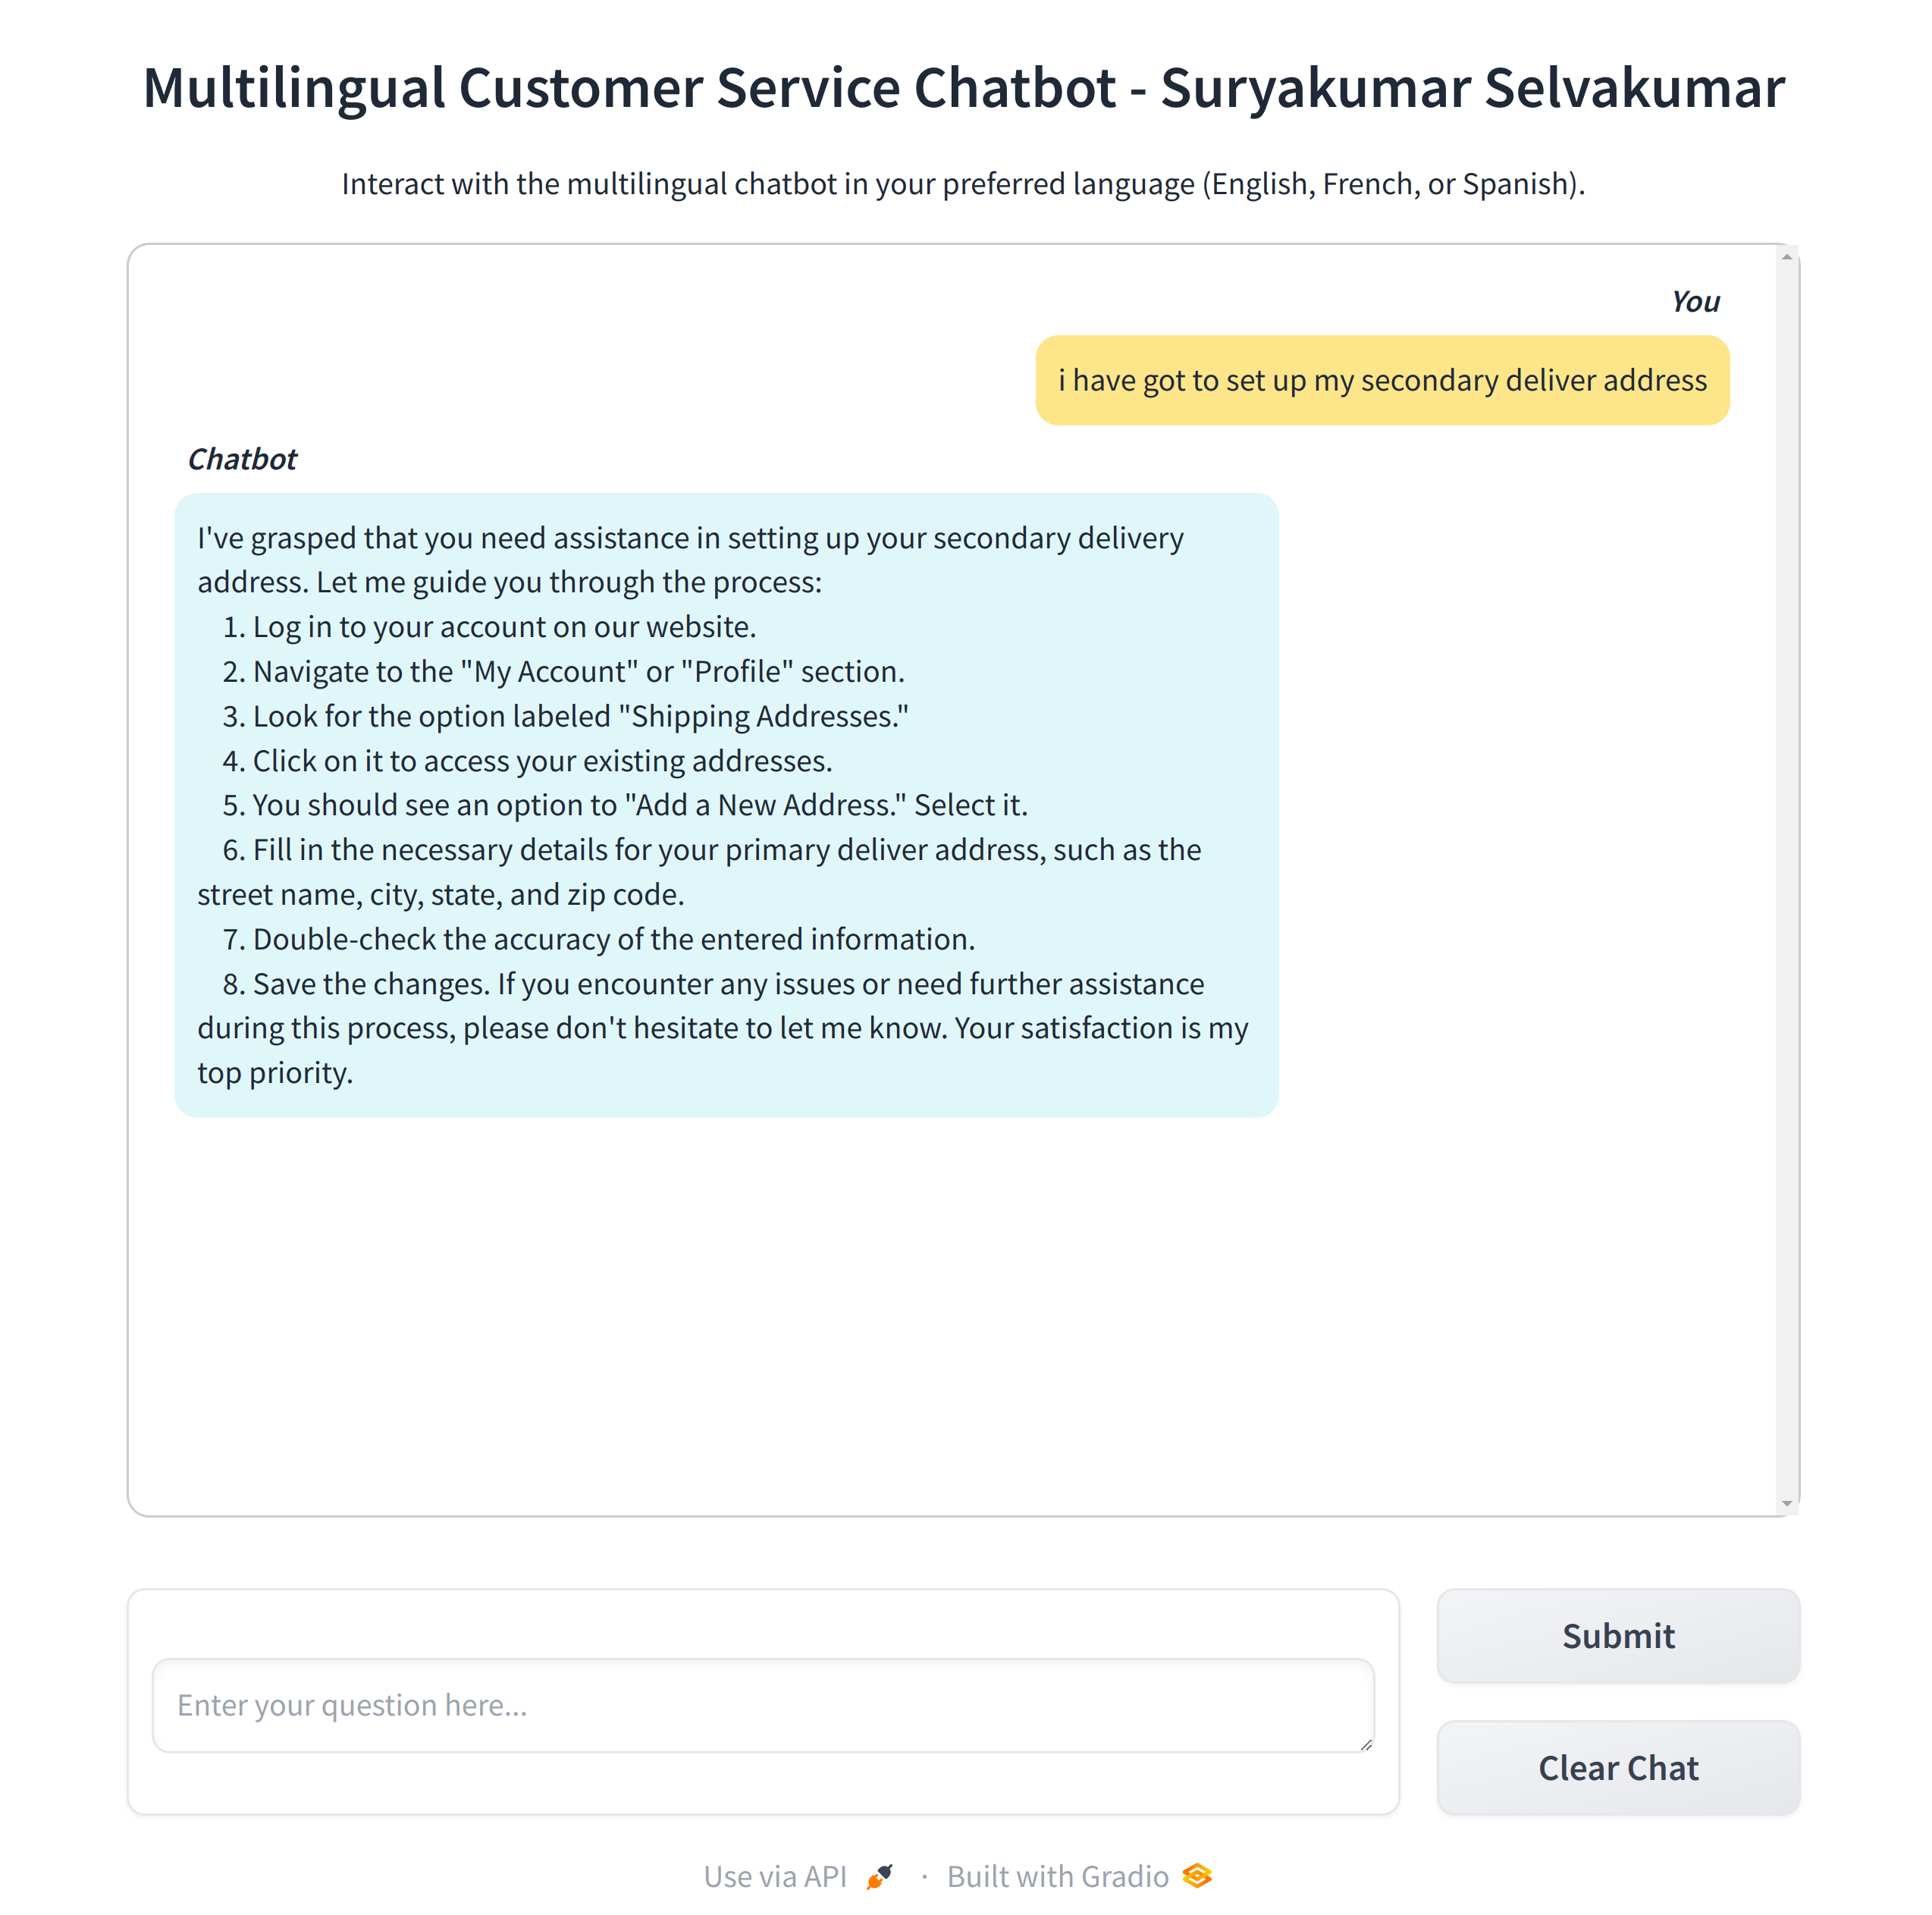 Multilingual Customer Service Chatbot - Suryakumar Selvakumar
Interact with the multilingual chatbot in your preferred language (English, French, or Spanish).
You
i have got to set up my secondary deliver address
Chatbot
I've grasped that you need assistance in setting up your secondary delivery
address. Let me guide you through the process:
1. Log in to your account on our website.
2. Navigate to the "My Account" or "Profile" section.
3. Look for the option labeled "Shipping Addresses."
4. Click on it to access your existing addresses.
5. You should see an option to "Add a New Address." Select it.
6. Fill in the necessary details for your primary deliver address, such as the
street name, city, state, and zip code.
7. Double-check the accuracy of the entered information.
8. Save the changes. If you encounter any issues or need further assistance
during this process, please don't hesitate to let me know. Your satisfaction is my
top priority.
Submit
Enter your question here...
Clear Chat
Use via API · Built with Gradio